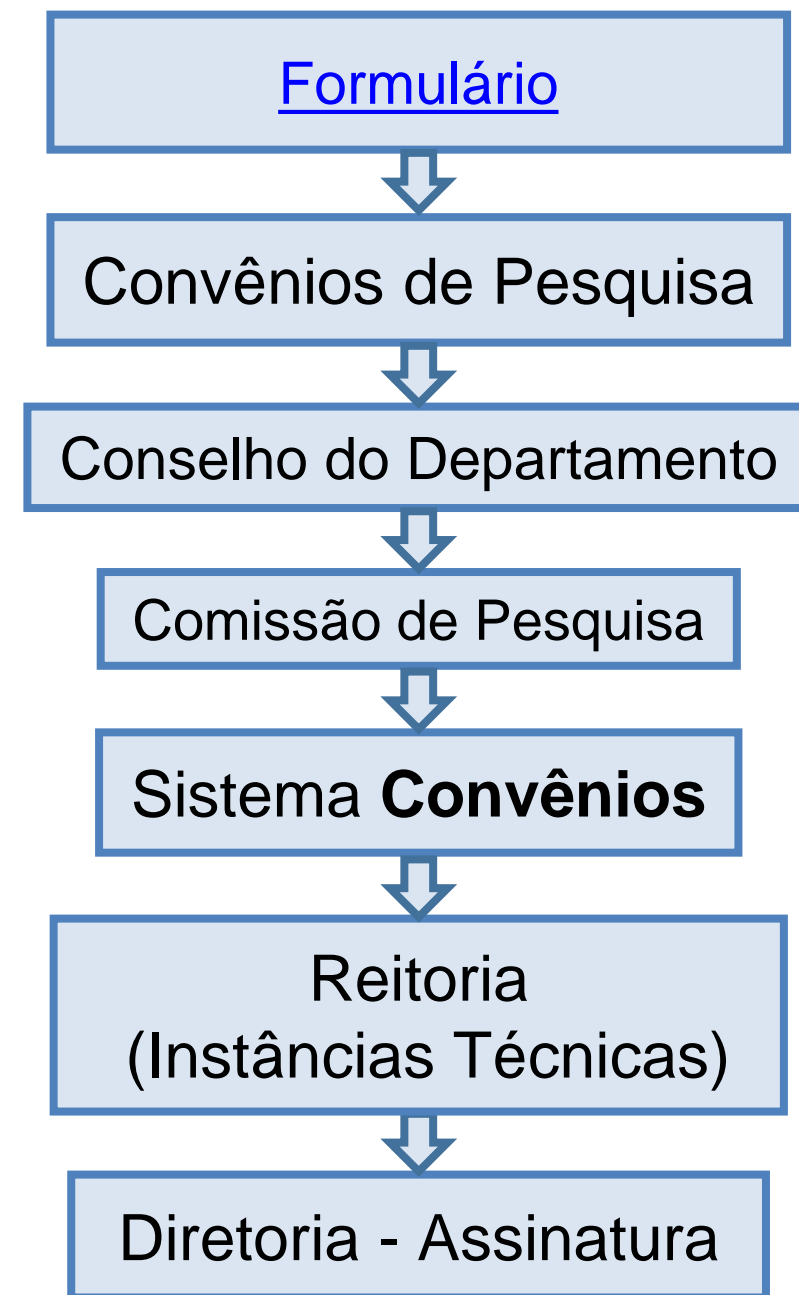 Formulário
Convênios de Pesquisa
Conselho do Departamento
Comissão de Pesquisa
Sistema Convênios
Reitoria
(Instâncias Técnicas)
Diretoria - Assinatura